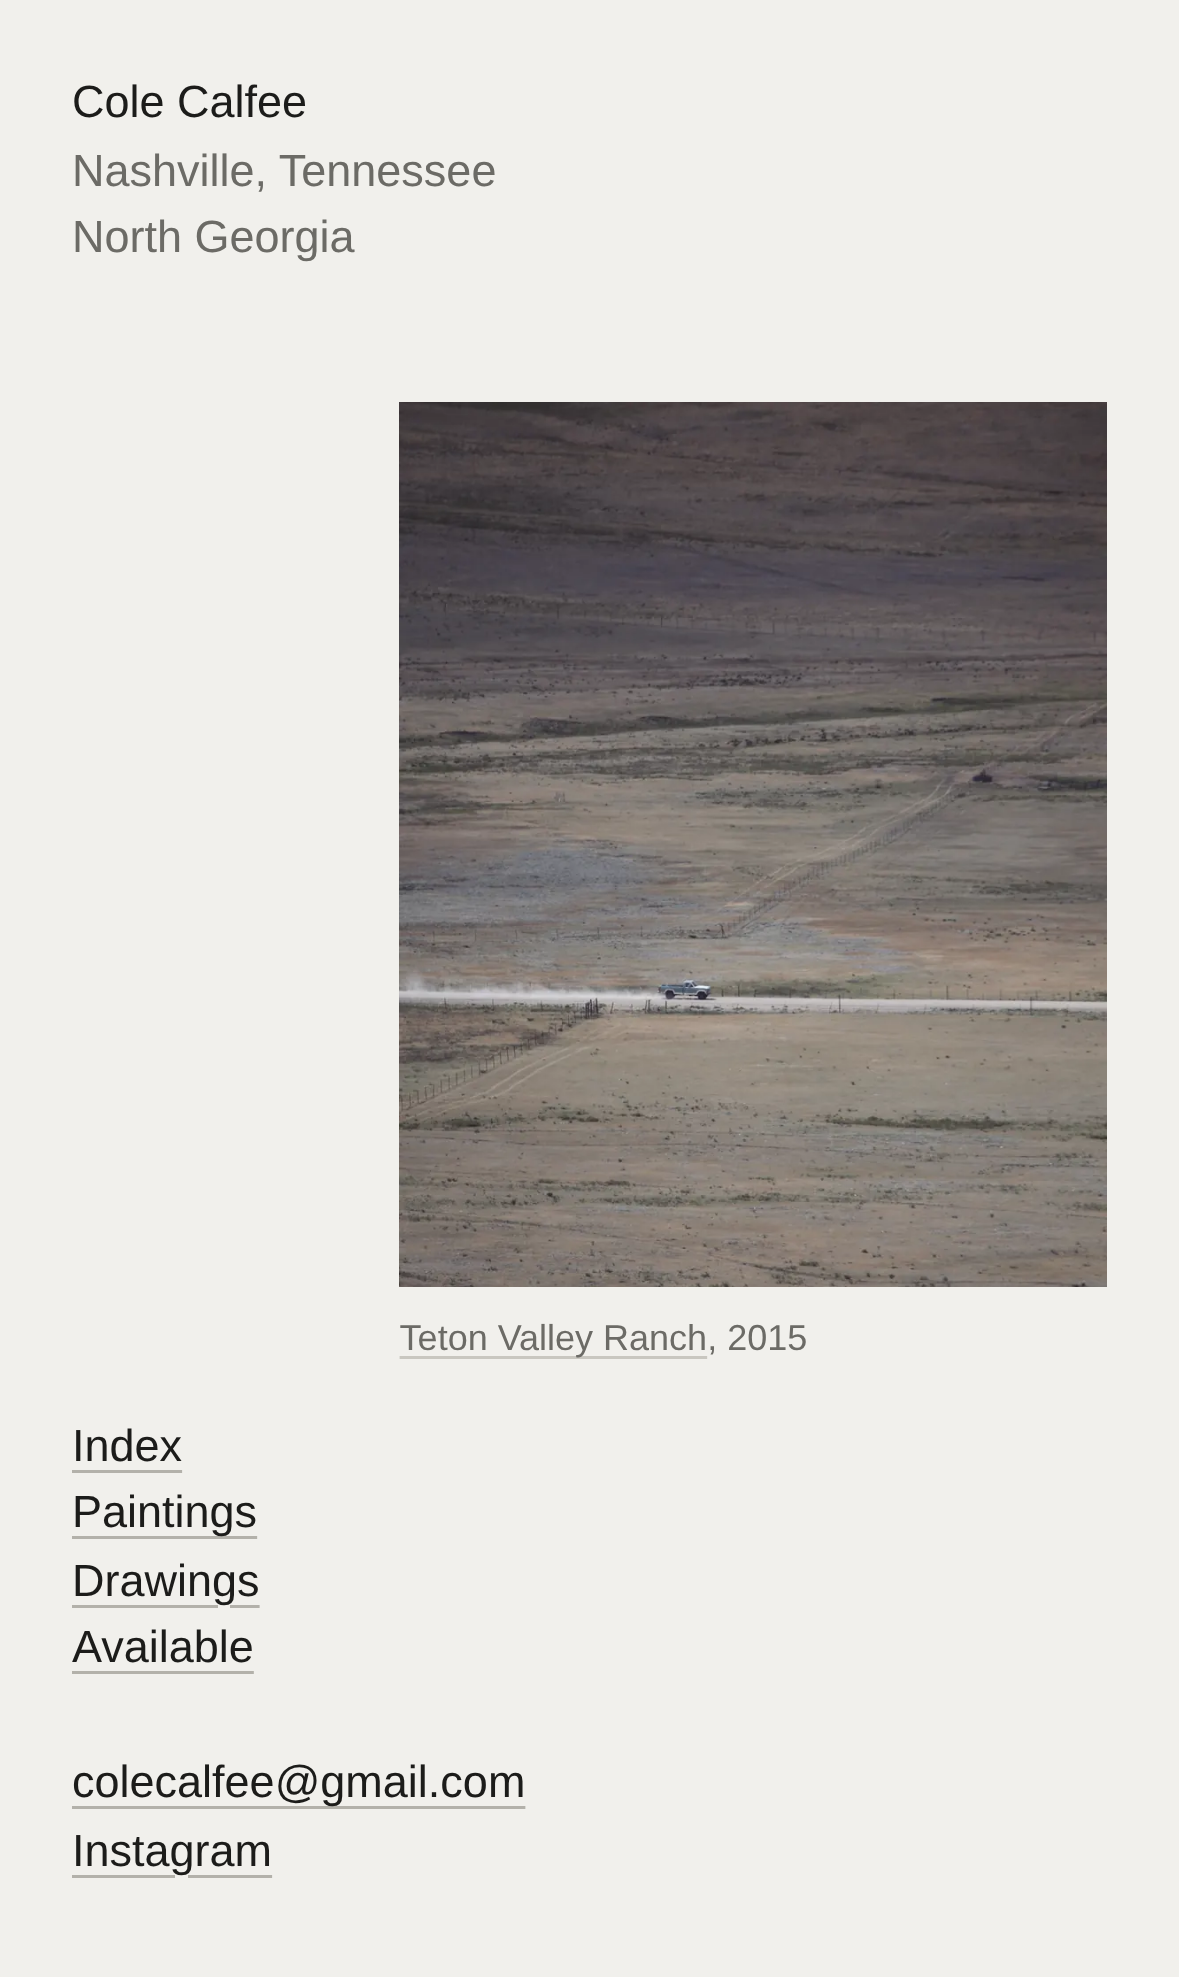 Cole Calfee
Nashville, Tennessee
North Georgia
Teton Valley Ranch, 2015
Index
Paintings
Drawings
Available
colecalfee@gmail.com
Instagram